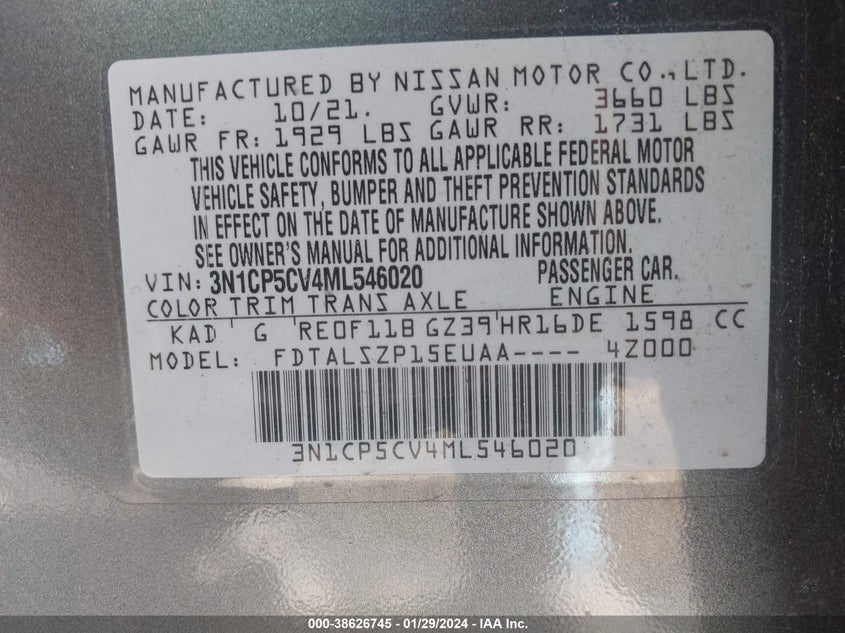 MANUFACTURED BY NISSAN MOTOR CO., LTD.
DATE: 10/21. GVWR: 3660 LBS
GAWR FR: 1929 LBS GAWR RR: 1731 LBS
THIS VEHICLE CONFORMS TO ALL APPLICABLE FEDERAL MOTOR
VEHICLE SAFETY, BUMPER AND THEFT PREVENTION STANDARDS
IN EFFECT ON THE DATE OF MANUFACTURE SHOWN ABOVE.
SEE OWNER'S MANUAL FOR ADDITIONAL INFORMATION.
VIN: 3N1CP5CV4ML546020 PASSENGER CAR.
COLOR TRIM TRANS AXLE ENGINE
KAD G RE0F11B GZ39 HR16DE 1598 CC
MODEL: FDTALSZP15EUAA---- 4Z000
3N1CP5CV4ML546020
000-38626745 - 01/29/2024 - IAA Inc.